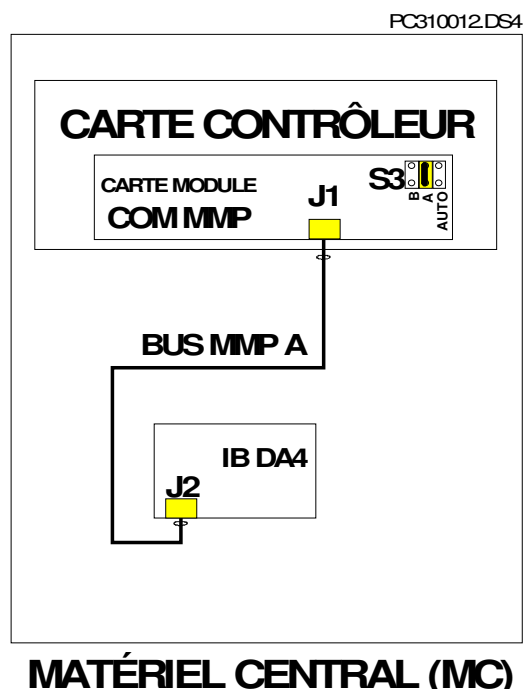 PC310012.DS4
CARTE CONTRÔLEUR
CARTE MODULE
COM MMP
J1
S3
B
A
AUTO
BUS MMP A
IB DA4
J2
MATÉRIEL CENTRAL (MC)